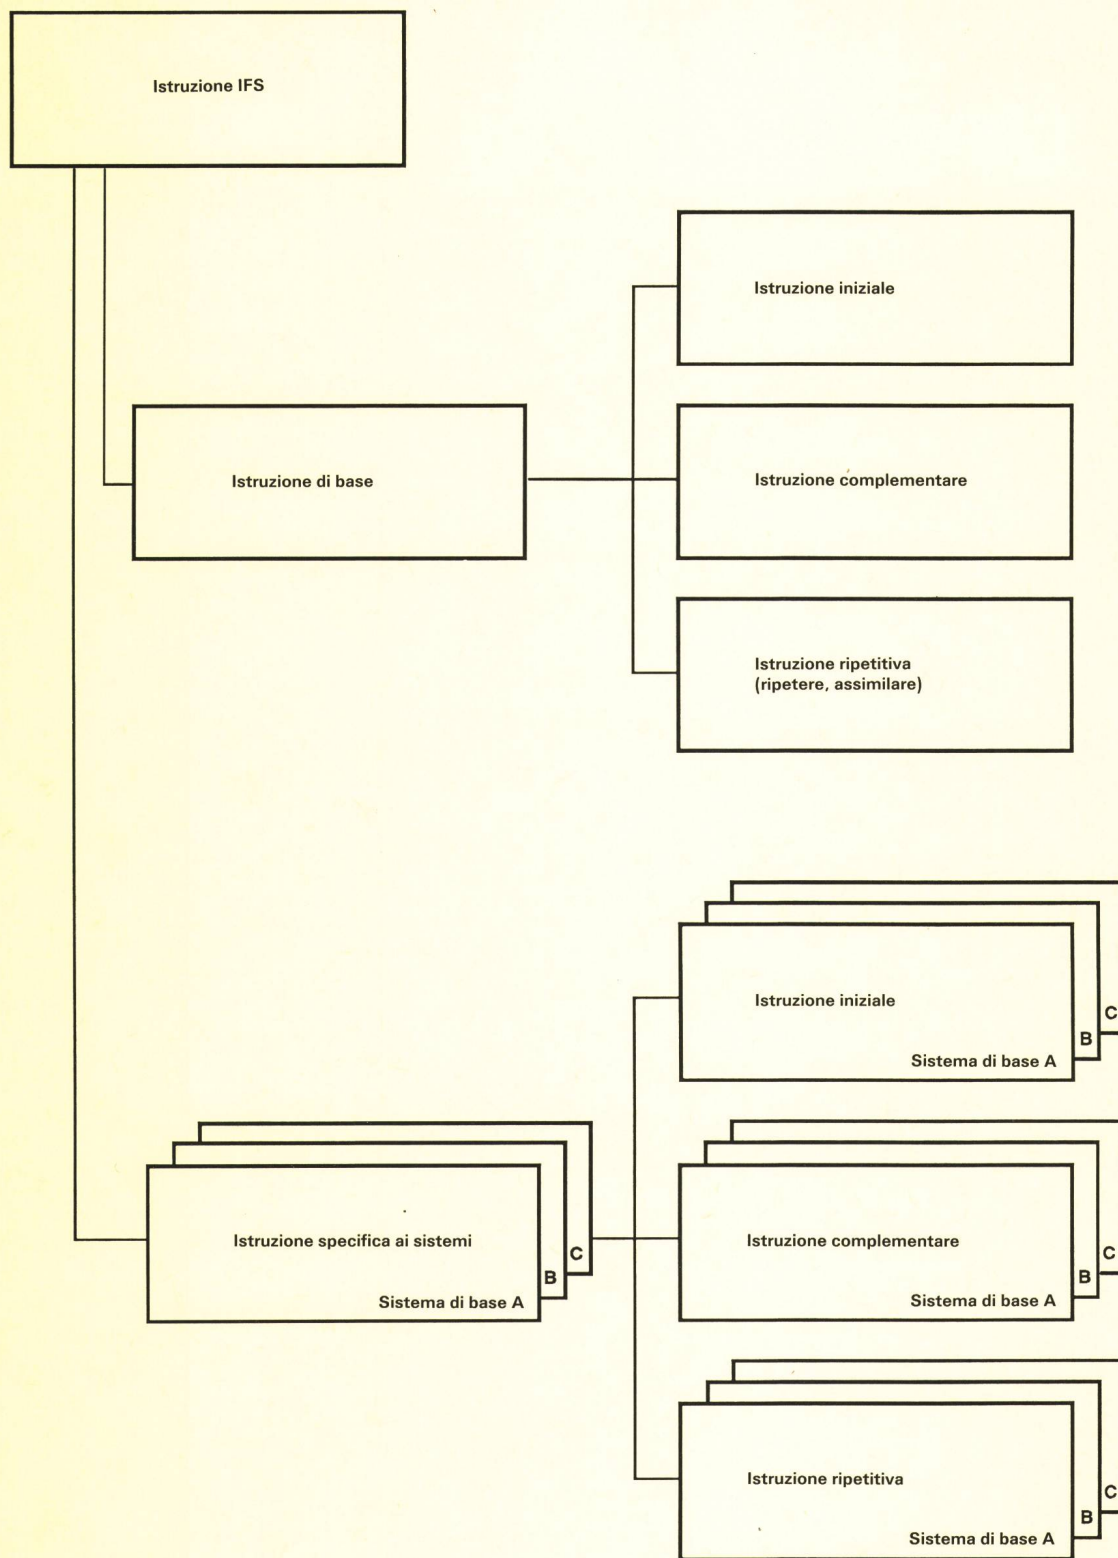 Istruzione IFS
Istruzione iniziale
Istruzione di base
Istruzione complementare
Istruzione ripetitiva
(ripetere, assimilare)
Istruzione iniziale
C
B
Sistema di base A
Istruzione specifica ai sistemi
C
B
Sistema di base A
Istruzione complementare
C
B
Sistema di base A
Istruzione ripetitiva
C
B
Sistema di base A